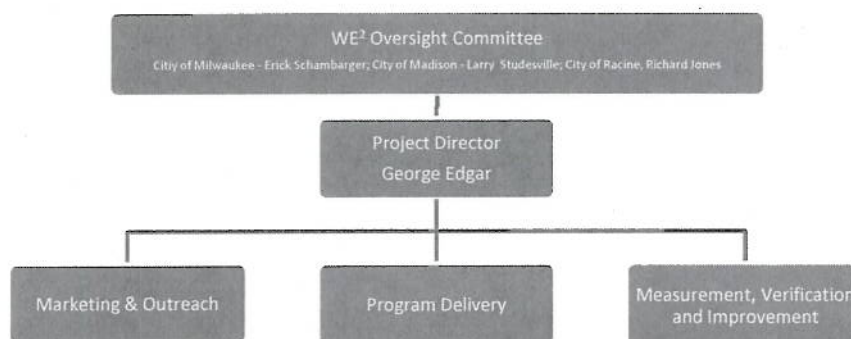 WE² Oversight Committee
Citiy of Milwaukee - Erick Schambarger; City of Madison - Larry Studesville; City of Racine, Richard Jones
Project Director
George Edgar
Marketing & Outreach
Program Delivery
Measurement, Verification
and Improvement